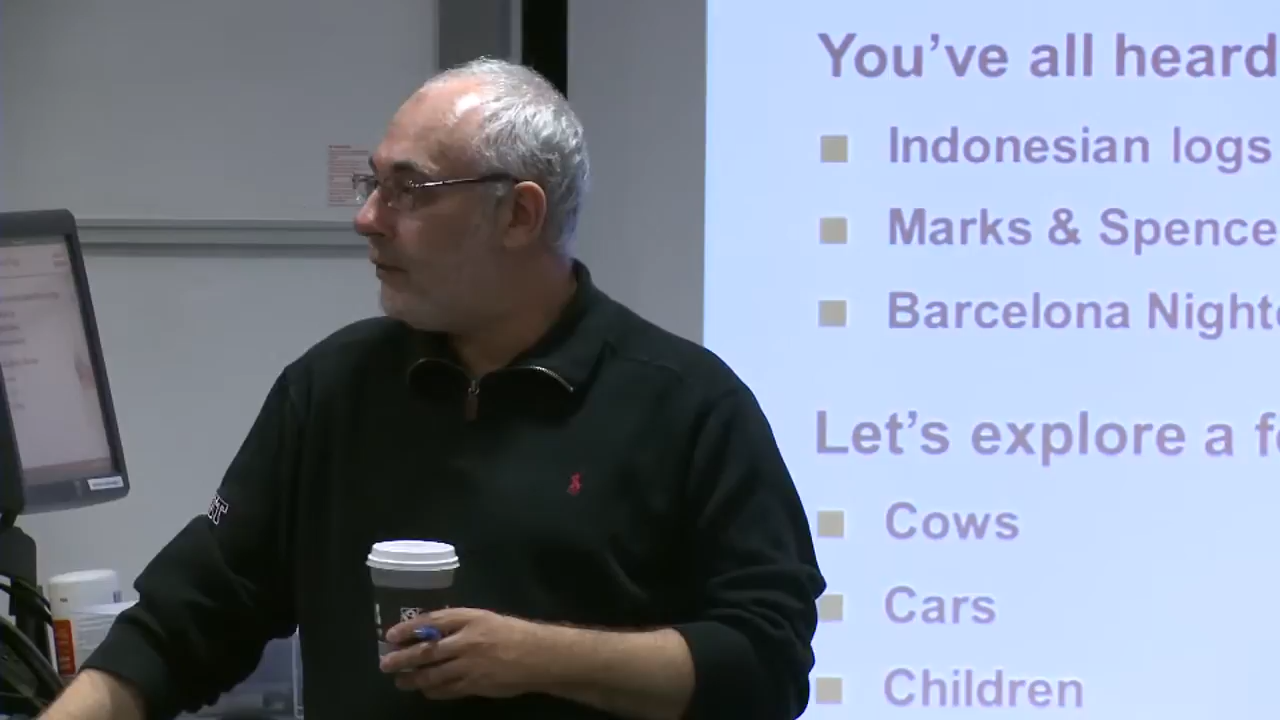 You've all heard
Indonesian logs
Marks & Spence
Barcelona Night
Let's explore a
Cows
Cars
Children